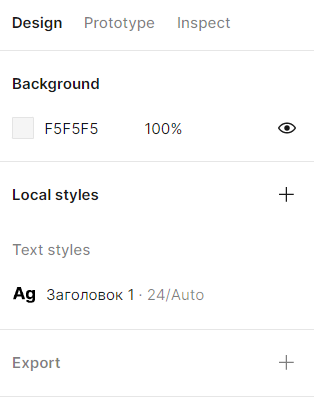 Design Prototype Inspect
Background
F5F5F5 100%
Local styles
Text styles
Ag Заголовок 1 · 24/Auto
Export